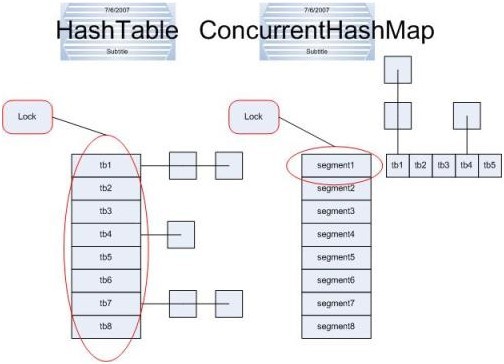 7/6/2007
HashTable
Subtitle
7/6/2007
ConcurrentHashMap
Subtitle
Lock
tb1
tb2
tb3
tb4
tb5
tb6
tb7
tb8
Lock
segment1
segment2
segment3
segment4
segment5
segment6
segment7
segment8
tb1 tb2 tb3 tb4 tb5